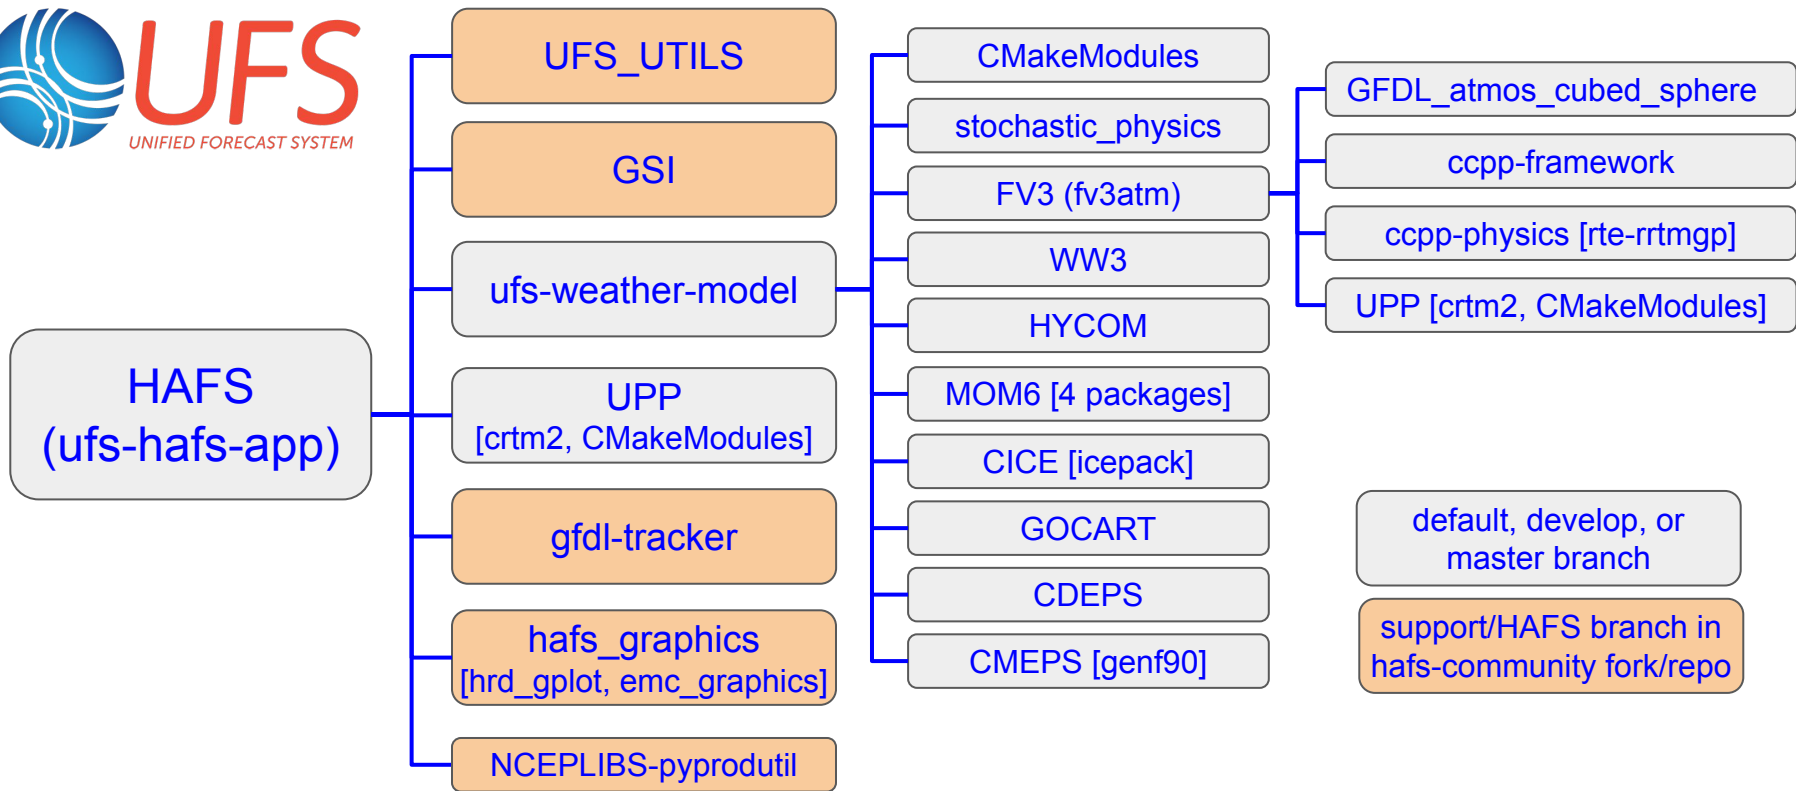 UFS
UNIFIED FORECAST SYSTEM
HAFS
(ufs-hafs-app)
UFS_UTILS
GSI
ufs-weather-model
UPP
[crtm2, CMakeModules]
gfdl-tracker
hafs_graphics
[hrd_gplot, emc_graphics]
NCEPLIBS-pyprodutil
CMakeModules
stochastic_physics
FV3 (fv3atm)
WW3
HYCOM
MOM6 [4 packages]
CICE [icepack]
GOCART
CDEPS
CMEPS [genf90]
GFDL_atmos_cubed_sphere
ccpp-framework
ccpp-physics [rte-rrtmgp]
UPP [crtm2, CMakeModules]
default, develop, or
master branch
support/HAFS branch in
hafs-community fork/repo